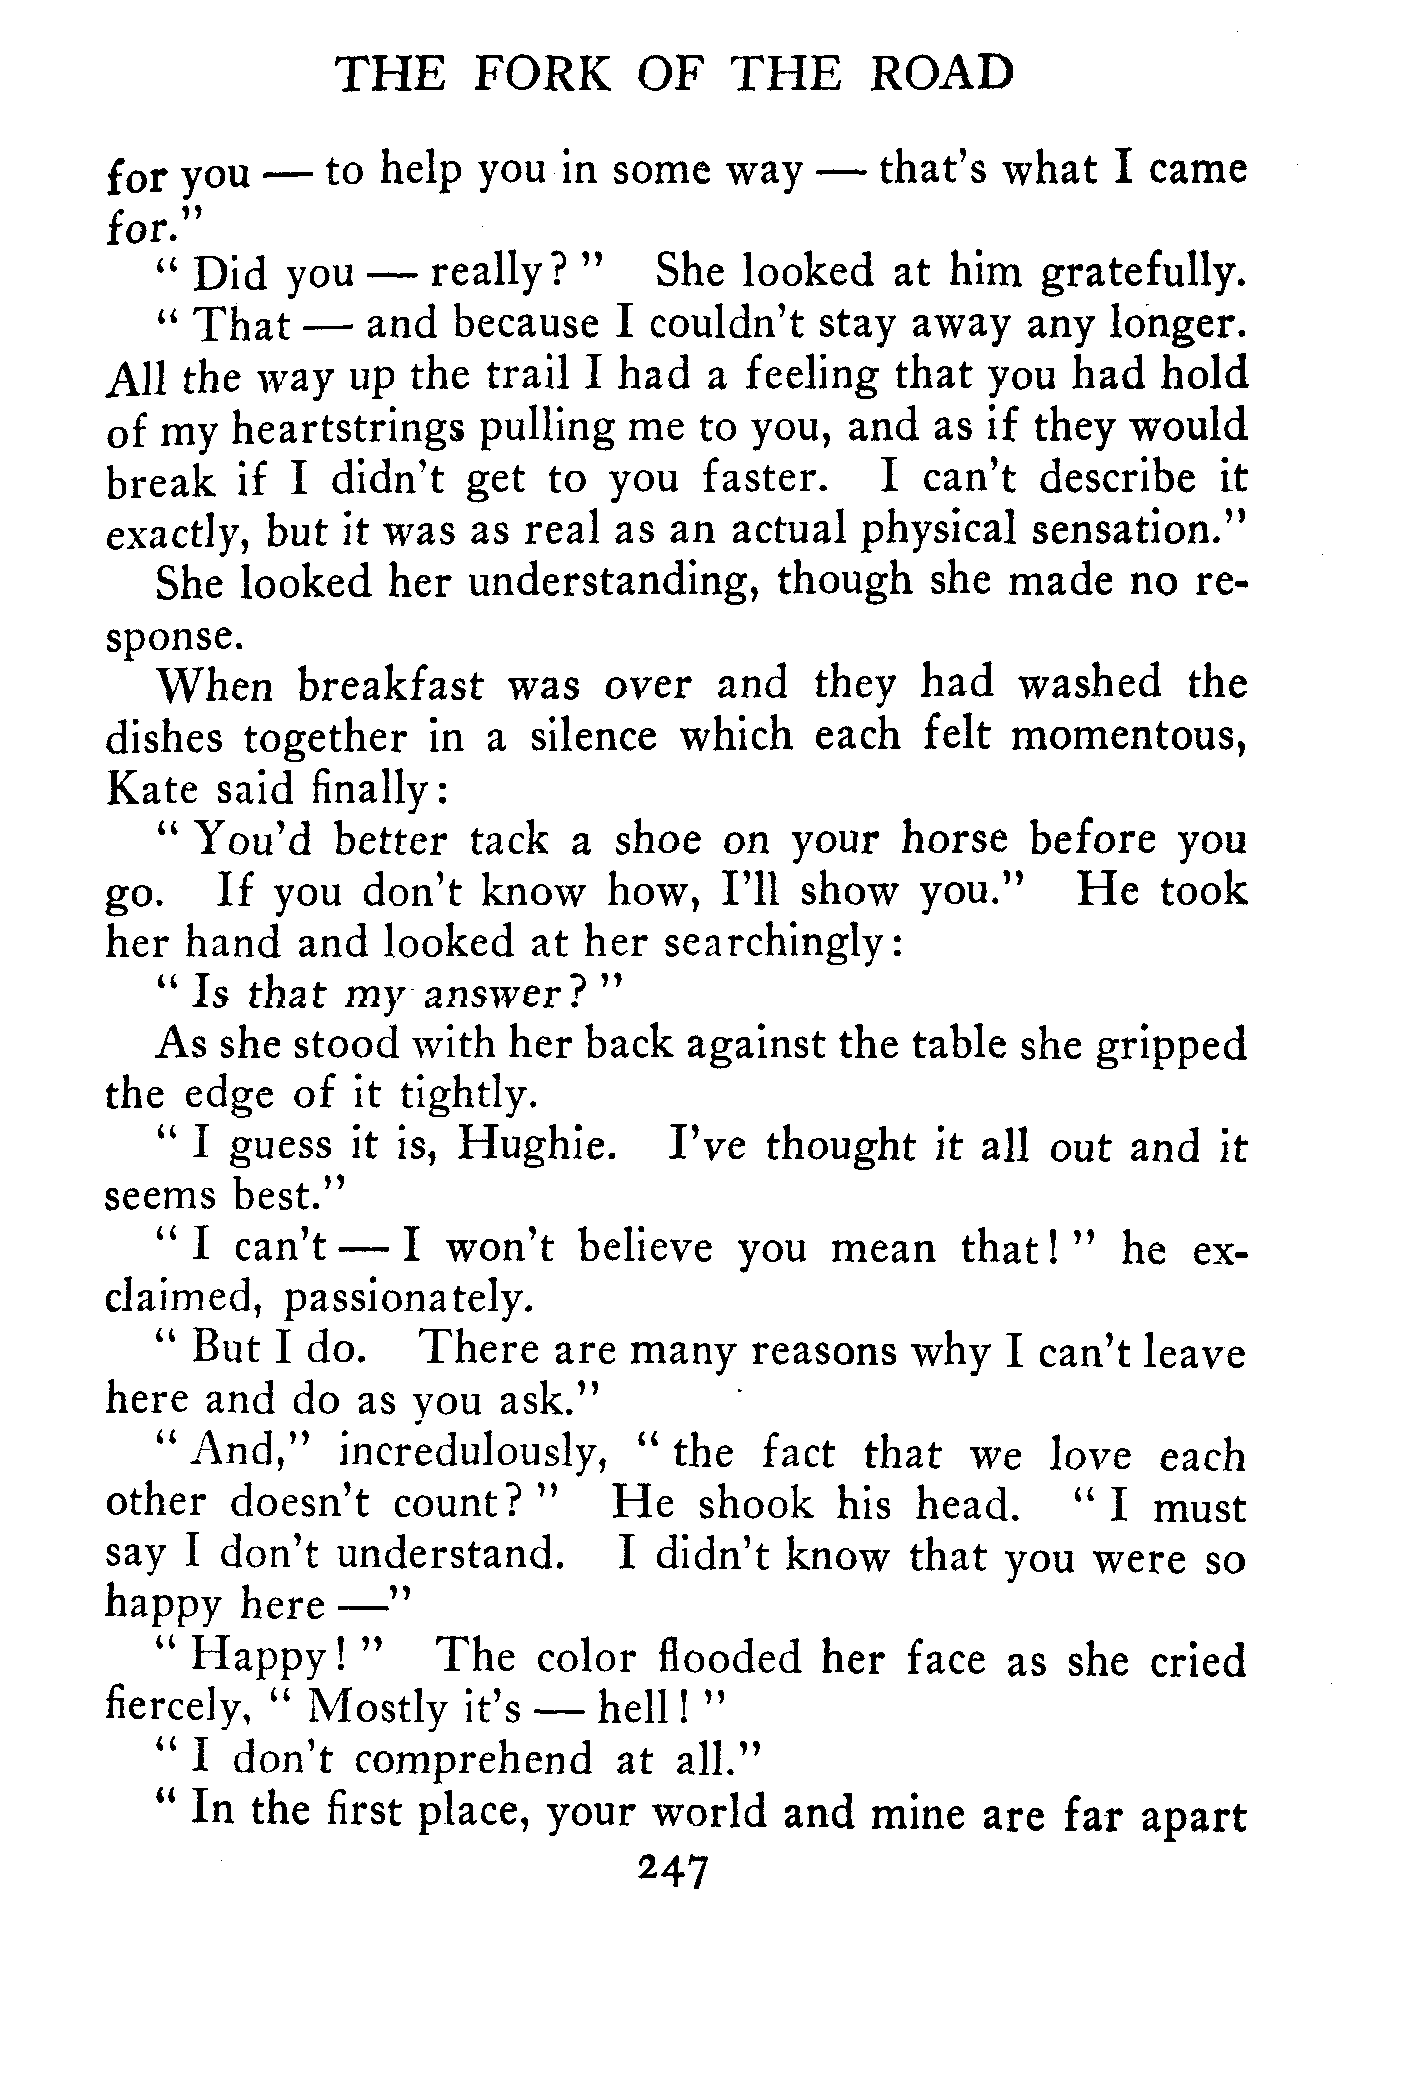 THE FORK OF THE ROAD
for you — to help you in some way — that's what I came
for."
" Did you — really? " She looked at him gratefully.
" That — and because I couldn't stay away any longer.
All the way up the trail I had a feeling that you had hold
of my heartstrings pulling me to you, and as if they would
break if I didn't get to you faster. I can't describe it
exactly, but it was as real as an actual physical sensation."
She looked her understanding, though she made no re-
sponse.
When breakfast was over and they had washed the
dishes together in a silence which each felt momentous,
Kate said finally:
" You'd better tack a shoe on your horse before you
go. If you don't know how, I'll show you." He took
her hand and looked at her searchingly:
" Is that my answer? "
As she stood with her back against the table she gripped
the edge of it tightly.
" I guess it is, Hughie. I've thought it all out and it
seems best."
" I can't — I won't believe you mean that! " he ex-
claimed, passionately.
" But I do. There are many reasons why I can't leave
here and do as you ask."
" And," incredulously, " the fact that we love each
other doesn't count? " He shook his head. " I must
say I don't understand. I didn't know that you were so
happy here —"
" Happy! " The color flooded her face as she cried
fiercely, " Mostly it's — hell! "
" I don't comprehend at all."
" In the first place, your world and mine are far apart
247